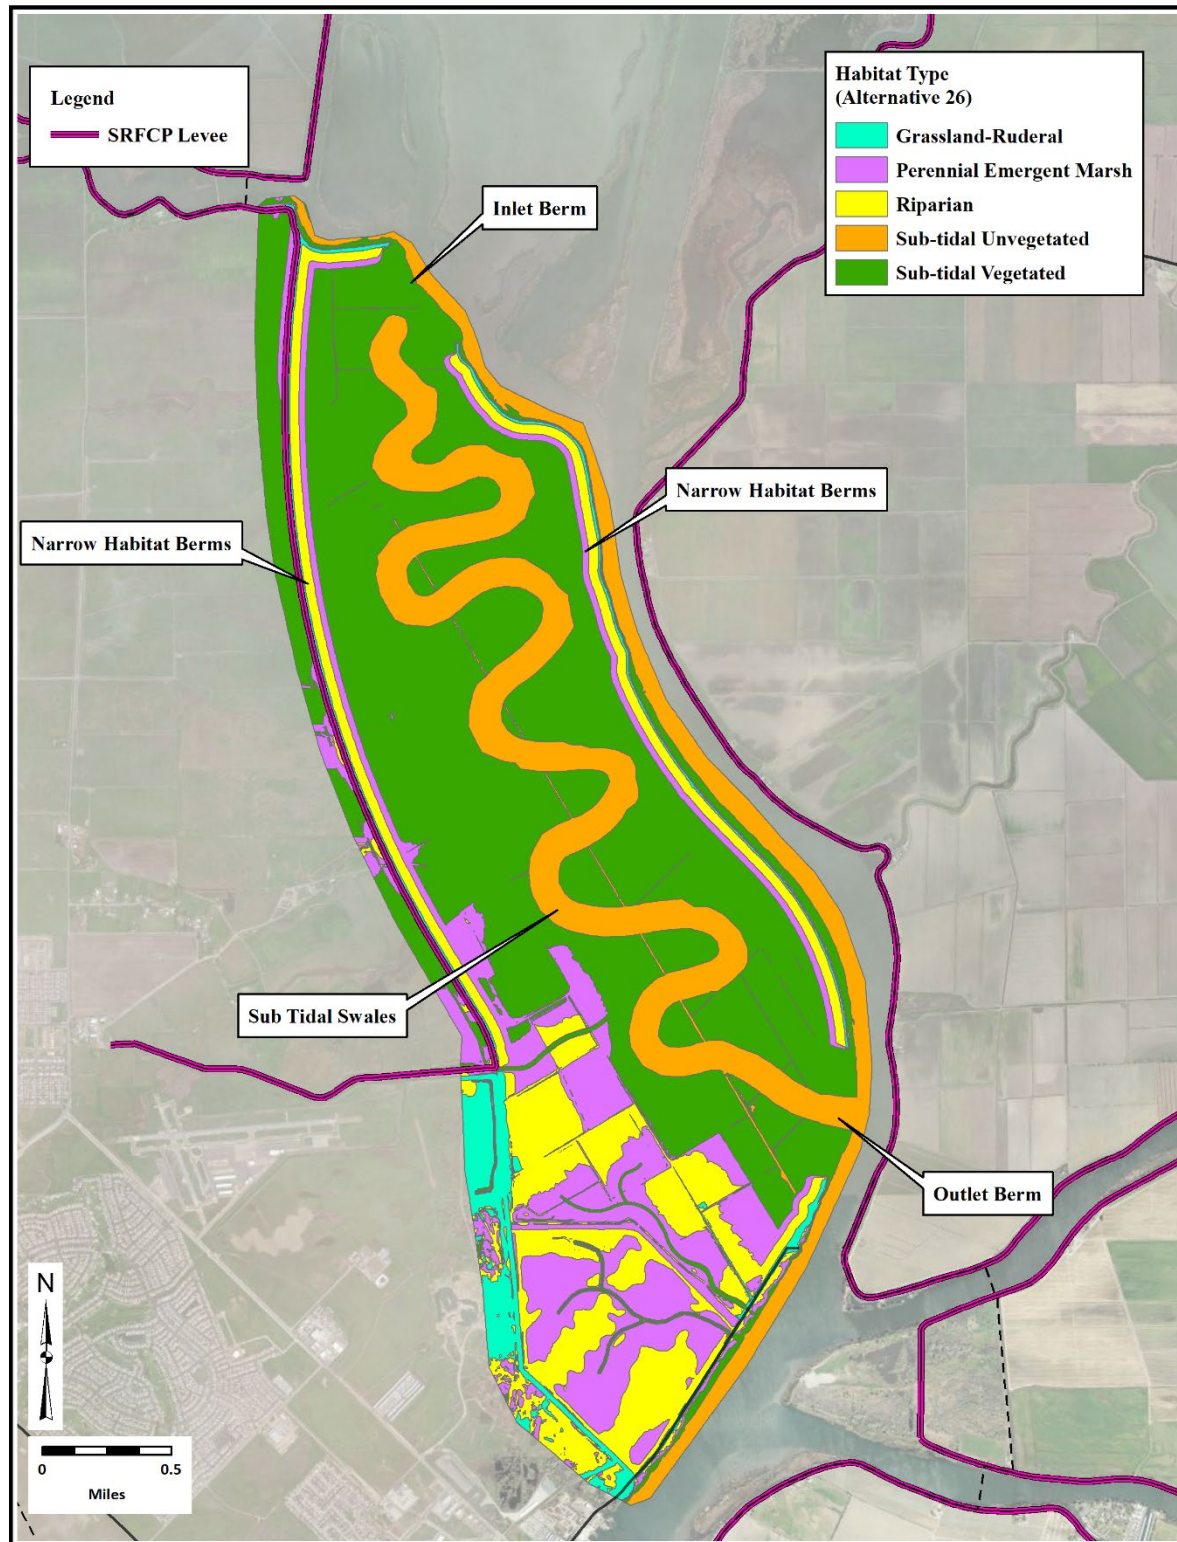 Legend
SRFCP Levee
Habitat Type
(Alternative 26)
Grassland-Ruderal
Perennial Emergent Marsh
Riparian
Sub-tidal Unvegetated
Sub-tidal Vegetated
Inlet Berm
Narrow Habitat Berms
Narrow Habitat Berms
Sub Tidal Swales
Outlet Berm
N
0 0.5
Miles